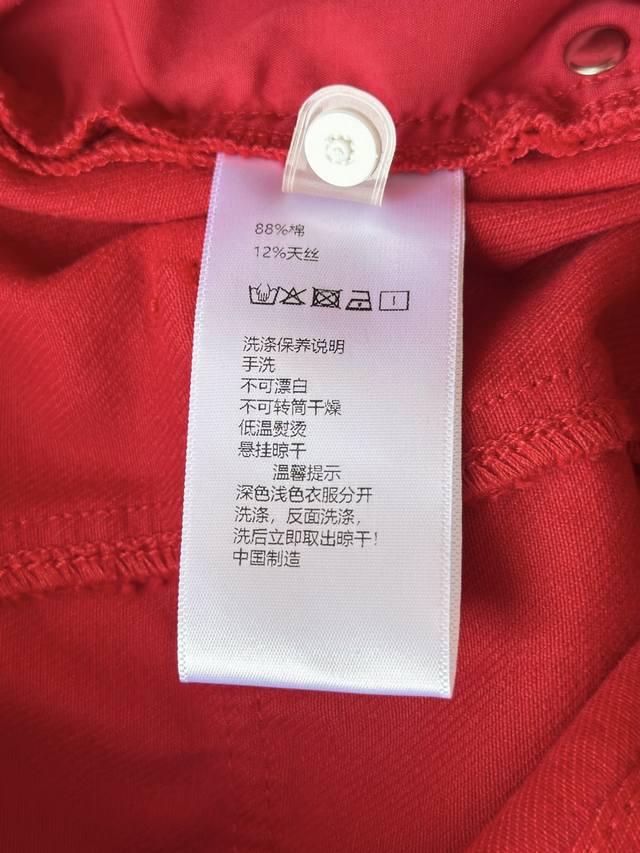 88%棉
12%天丝
洗涤保养说明
手洗
不可漂白
不可转筒干燥
低温熨烫
悬挂晾干
温馨提示
深色浅色衣服分开
洗涤，反面洗涤，
洗后立即取出晾干！
中国制造